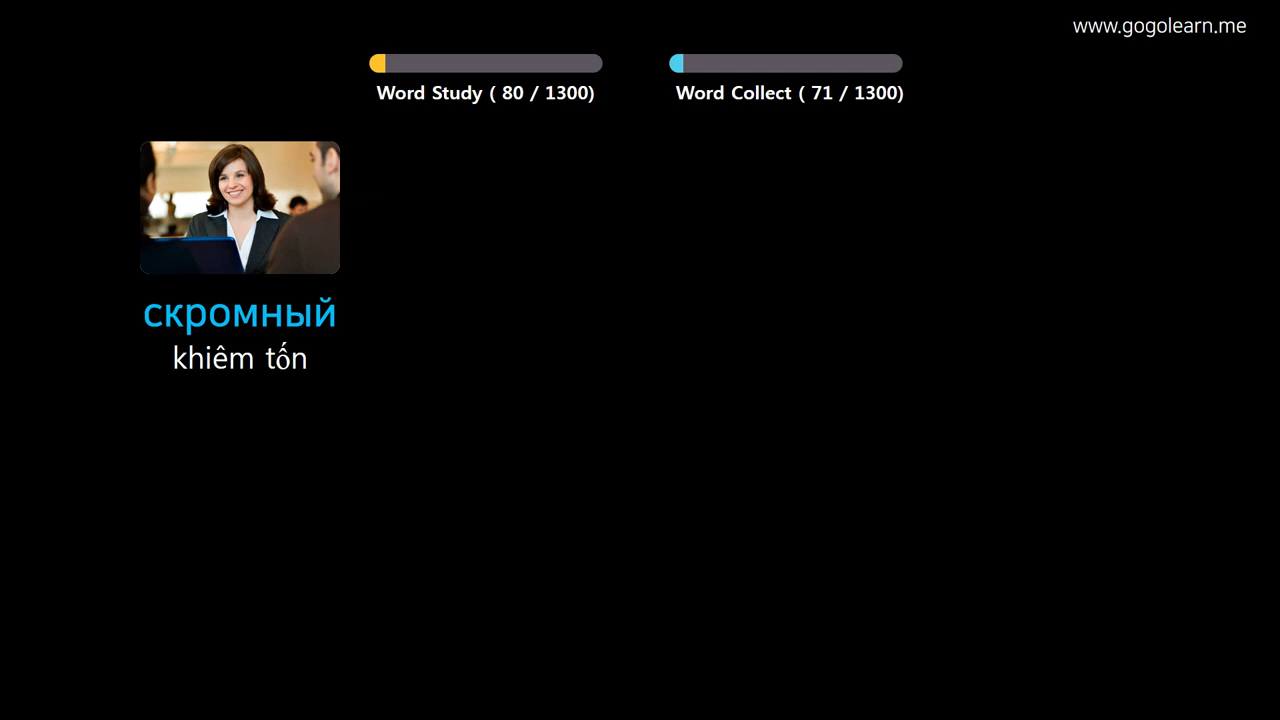 www.gogolearn.me
Word Study ( 80 / 1300)
Word Collect ( 71 / 1300)
скромный
khiêm tốn